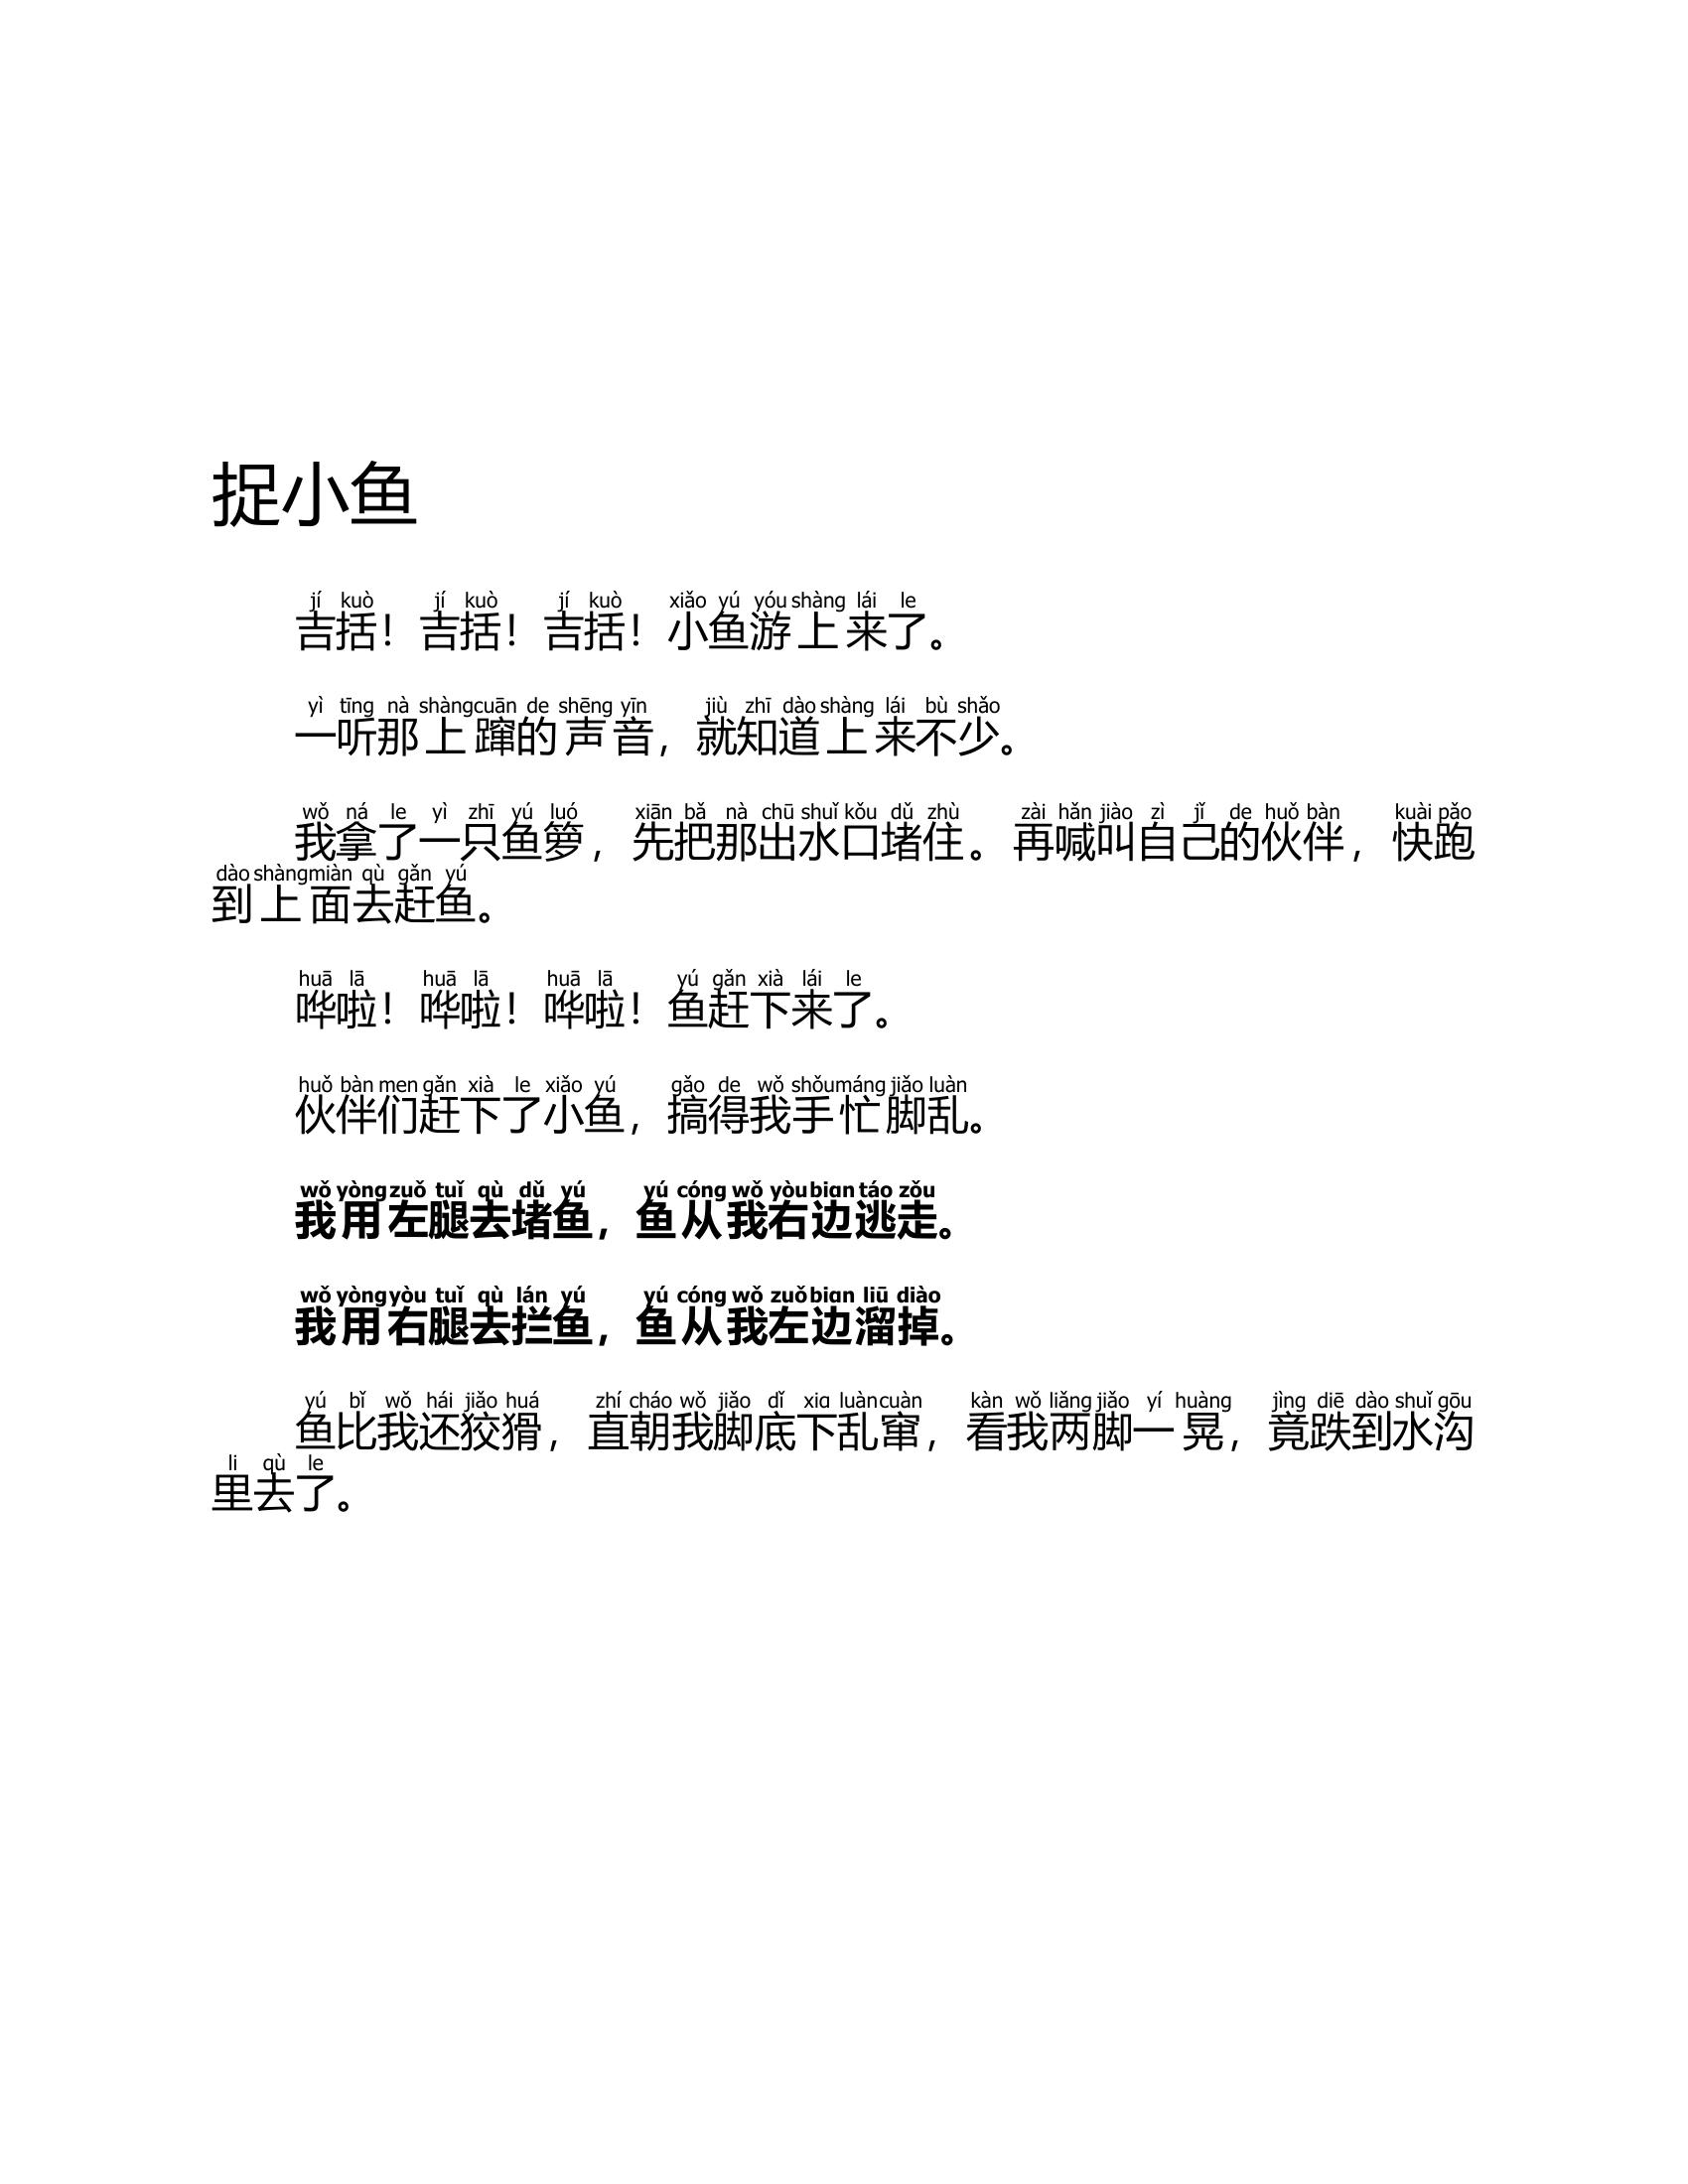 捉小鱼
jí kuò jí kuò jí kuò xiǎo yú yóu shàng lái le
吉括！吉括！吉括！小鱼游上来了。
yì tīng nà shàng cuān de shēng yīn jiù zhī dào shàng lái bù shǎo
一听那上蹿的声音，就知道上来不少。
wǒ ná le yì zhī yú luó xiān bǎ nà chū shuǐ kǒu dǔ zhù zài hǎn jiào zì jǐ de huǒ bàn kuài pǎo
我拿了一只鱼箩，先把那出水口堵住。再喊叫自己的伙伴，快跑
dào shàng miàn qù gǎn yú
到上面去赶鱼。
huā lā huā lā huā lā yú gǎn xià lái le
哗啦！哗啦！哗啦！鱼赶下来了。
huǒ bàn men gǎn xià le xiǎo yú gǎo de wǒ shǒu máng jiǎo luàn
伙伴们赶下了小鱼，搞得我手忙脚乱。
wǒ yòng zuǒ tuǐ qù dǔ yú yú cóng wǒ yòu biɑn táo zǒu
我用左腿去堵鱼，鱼从我右边逃走。
wǒ yòng yòu tuǐ qù lán yú yú cóng wǒ zuǒ biɑn liū diào
我用右腿去拦鱼，鱼从我左边溜掉。
yú bǐ wǒ hái jiǎo huá zhí cháo wǒ jiǎo dǐ xiɑ luàn cuàn kàn wǒ liǎng jiǎo yí huàng jìng diē dào shuǐ gōu
鱼比我还狡猾，直朝我脚底下乱窜，看我两脚一晃，竟跌到水沟
li qù le
里去了。